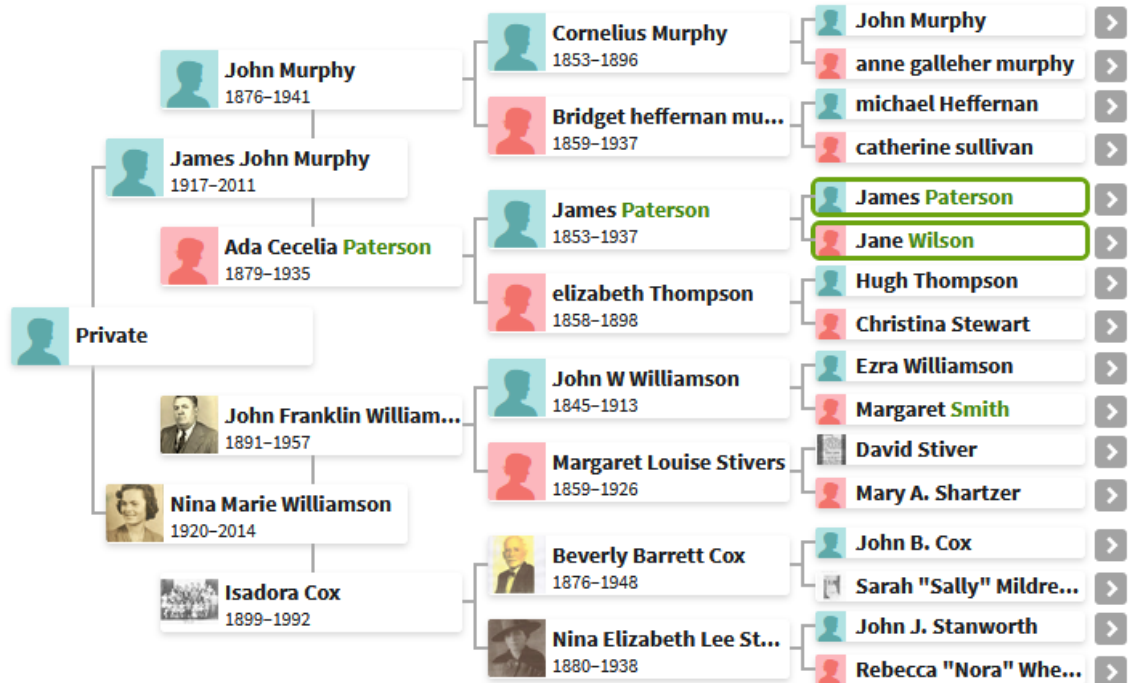 John Murphy
1876–1941
James John Murphy
1917–2011
Ada Cecelia Paterson
1879–1935
Private
John Franklin William...
1891–1957
Nina Marie Williamson
1920–2014
Isadora Cox
1899–1992
Cornelius Murphy
1853–1896
Bridget heffernan mu...
1859–1937
James Paterson
1853–1937
elizabeth Thompson
1858–1898
John W Williamson
1845–1913
Margaret Louise Stivers
1859–1926
Beverly Barrett Cox
1876–1948
Nina Elizabeth Lee St...
1880–1938
John Murphy
anne galleher murphy
michael Heffernan
catherine sullivan
James Paterson
Jane Wilson
Hugh Thompson
Christina Stewart
Ezra Williamson
Margaret Smith
David Stiver
Mary A. Shartzer
John B. Cox
Sarah "Sally" Mildre...
John J. Stanworth
Rebecca "Nora" Whe...